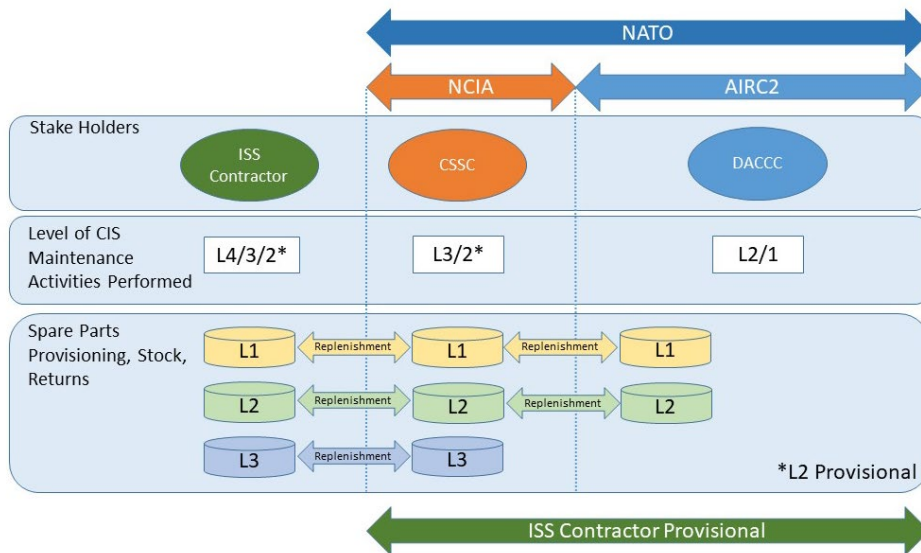 NATO
NCIA
AIRC2
Stake Holders
ISS
Contractor
CSSC
DACCC
Level of CIS
Maintenance
Activities Performed
L4/3/2*
L3/2*
L2/1
Spare Parts
Provisioning, Stock,
Returns
L1
Replenishment
L1
Replenishment
L1
L2
Replenishment
L2
Replenishment
L2
L3
Replenishment
L3
*L2 Provisional
ISS Contractor Provisional